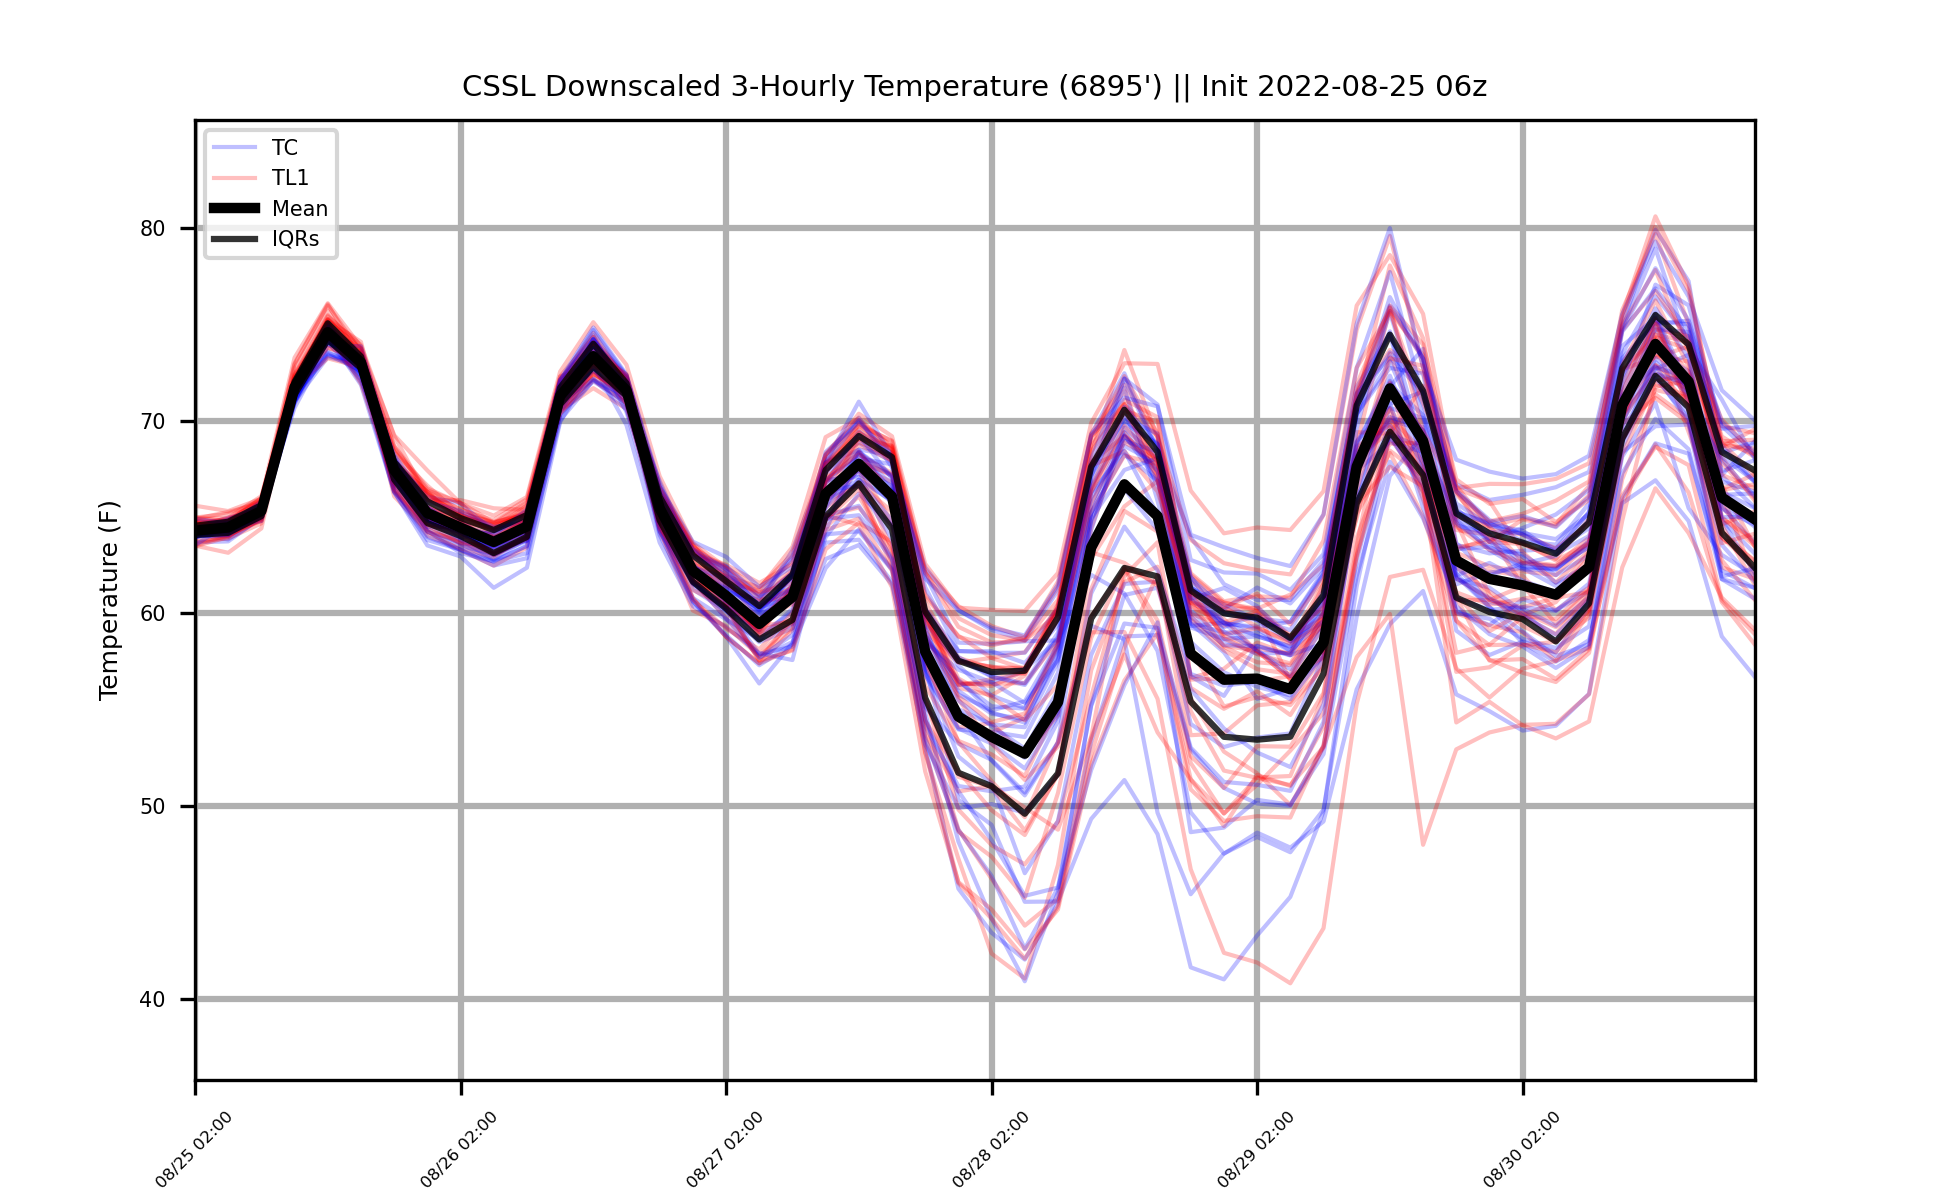 CSSL Downscaled 3-Hourly Temperature (6895') || Init 2022-08-25 06z
TC
TL1
Mean
IQRs
Temperature (F)
80
70
60
50
40
08/25 02:00
08/26 02:00
08/27 02:00
08/28 02:00
08/29 02:00
08/30 02:00